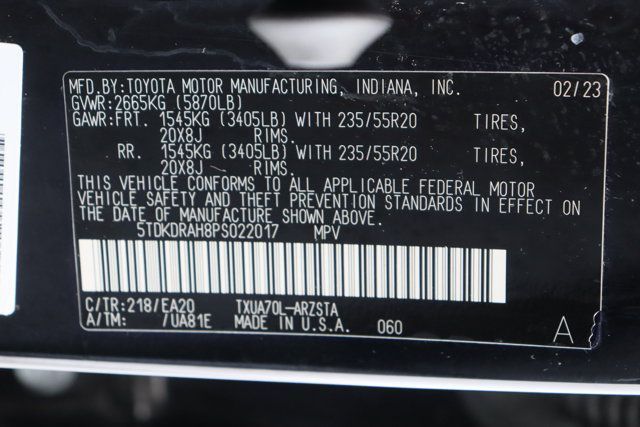 MFD.BY:TOYOTA MOTOR MANUFACTURING, INDIANA, INC. 02/23
GVWR:2665KG (5870LB)
GAWR:FRT. 1545KG (3405LB) WITH 235/55R20 TIRES,
20X8J RIMS.
RR. 1545KG (3405LB) WITH 235/55R20 TIRES,
20X8J RIMS.
THIS VEHICLE CONFORMS TO ALL APPLICABLE FEDERAL MOTOR
VEHICLE SAFETY AND THEFT PREVENTION STANDARDS IN EFFECT ON
THE DATE OF MANUFACTURE SHOWN ABOVE.
5TDKDRAH8PS022017 MPV
C/TR:218/EA20 TXUA70L-ARZSTA
A/TM: /UA81E MADE IN U.S.A. 060 A